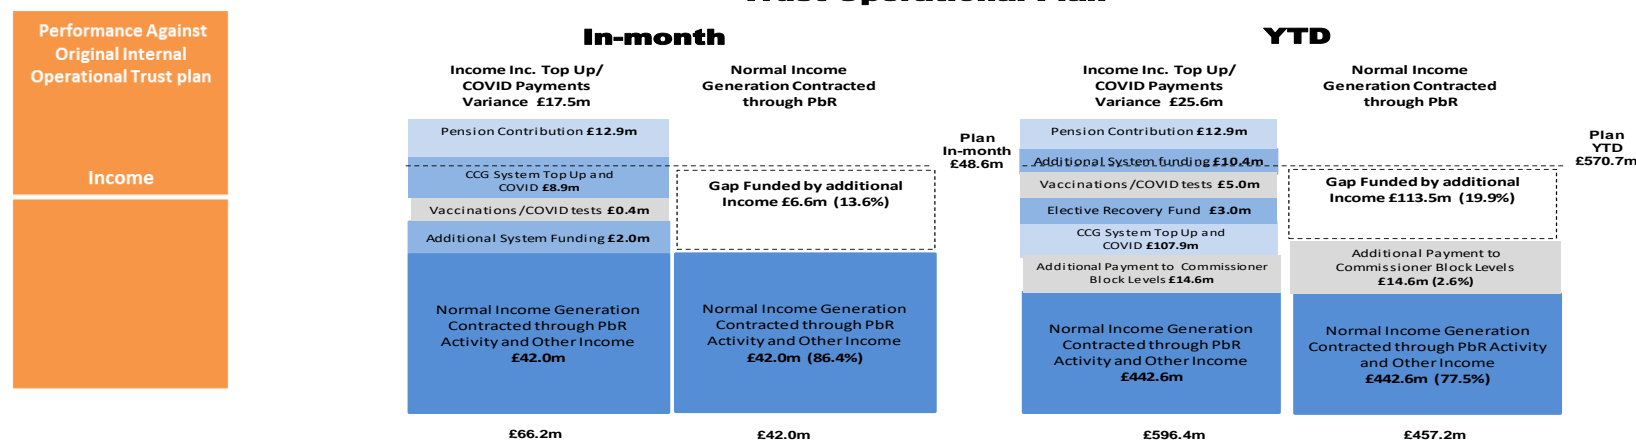 Trust Operational Plan
Performance Against
Original Internal
Operational Trust plan
Income
In-month
Income Inc. Top Up/
COVID Payments
Variance £17.5m
Normal Income
Generation Contracted
through PbR
Pension Contribution £12.9m
CCG System Top Up and
COVID £8.9m
Vaccinations /COVID tests £0.4m
Additional System Funding £2.0m
Normal Income Generation
Contracted through PbR
Activity and Other Income
£42.0m
£66.2m
Gap Funded by additional
Income £6.6m (13.6%)
Normal Income Generation
Contracted through PbR
Activity and Other Income
£42.0m (86.4%)
£42.0m
Plan
In-month
£48.6m
YTD
Income Inc. Top Up/
COVID Payments
Variance £25.6m
Normal Income
Generation Contracted
through PbR
Pension Contribution £12.9m
Additional System funding £10.4m
Vaccinations /COVID tests £5.0m
Elective Recovery Fund £3.0m
CCG System Top Up and
COVID £107.9m
Additional Payment to Commissioner
Block Levels £14.6m
Normal Income Generation
Contracted through PbR
Activity and Other Income
£442.6m
£596.4m
Gap Funded by additional
Income £113.5m (19.9%)
Additional Payment to
Commissioner Block Levels
£14.6m (2.6%)
Normal Income Generation
Contracted through PbR Activity
and Other Income
£442.6m (77.5%)
£457.2m
Plan
YTD
£570.7m